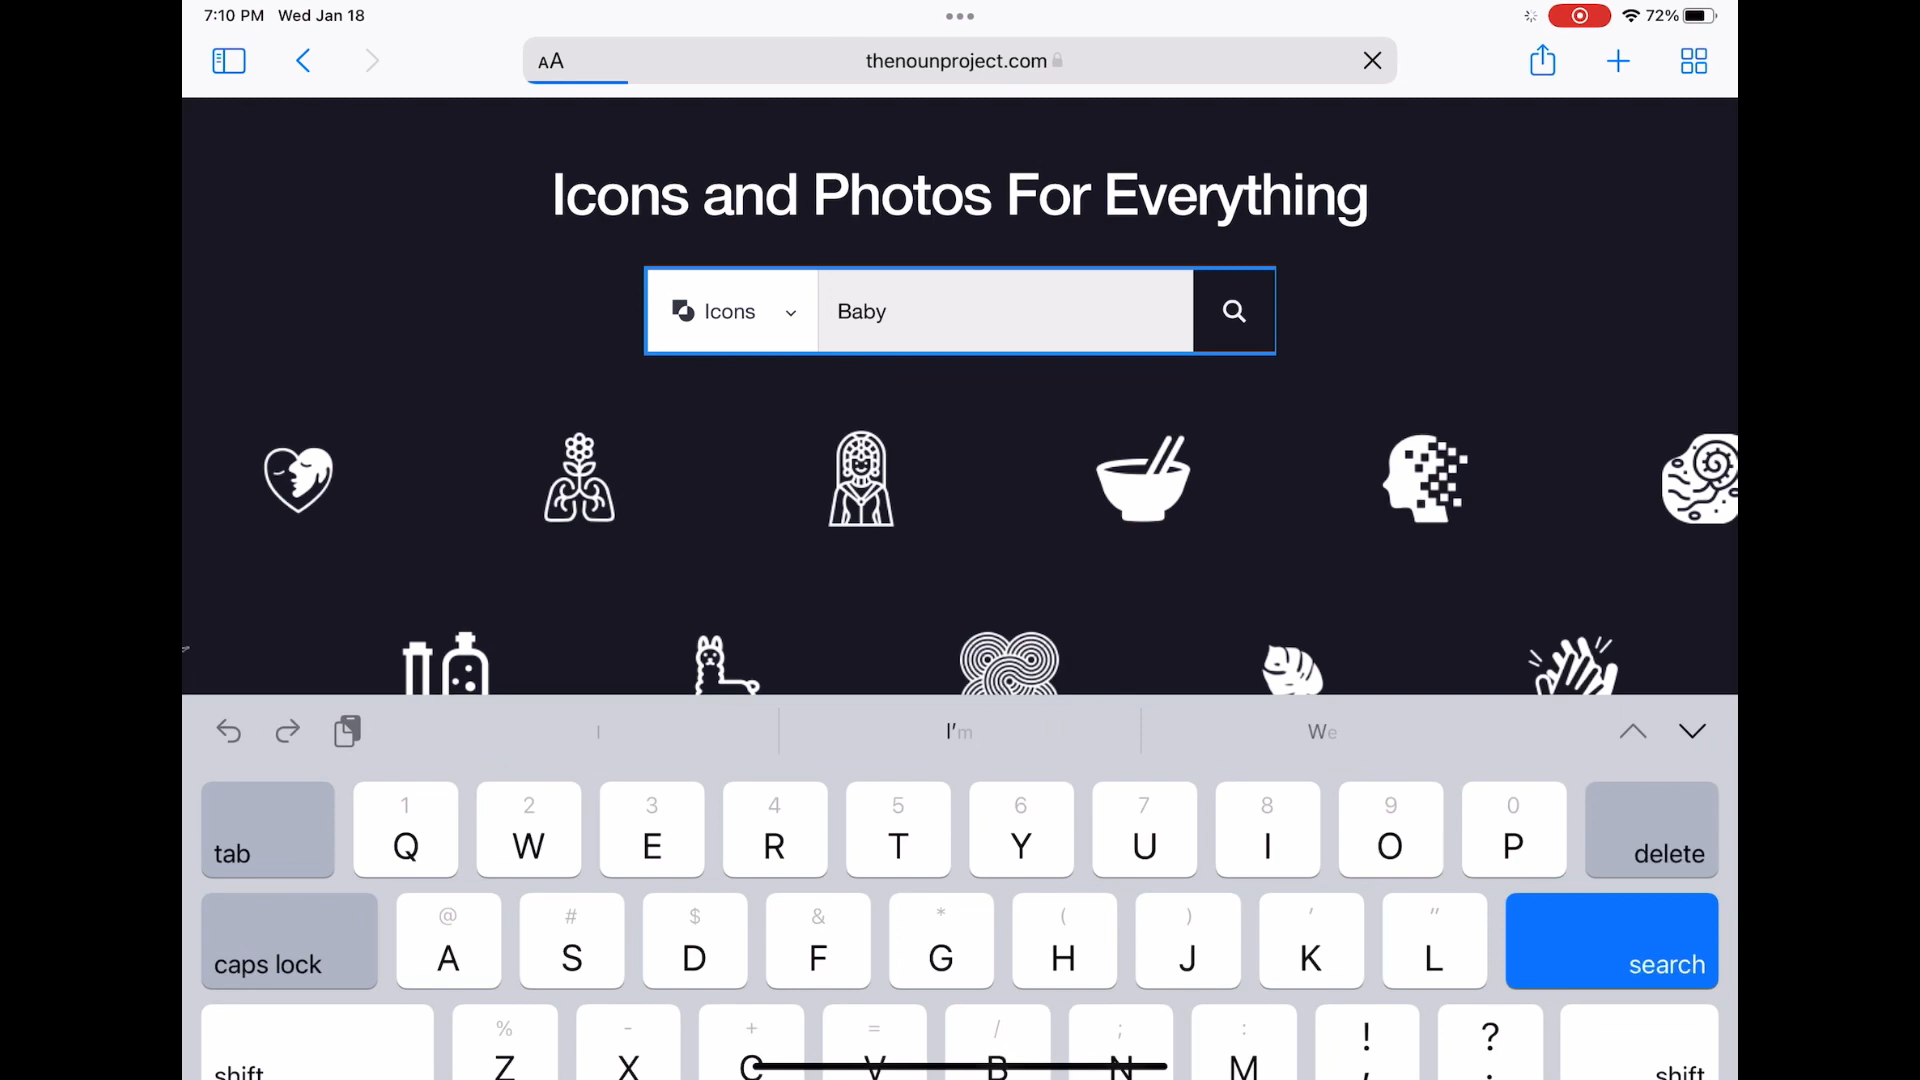 7:10 PM Wed Jan 18
72%
AA
thenounproject.com
Icons and Photos For Everything
Icons
Baby
I
I'm
We
1 2 3 4 5 6 7 8 9 0
tab Q W E R T Y U I O P delete
@ # $ & * ( ) ' "
caps lock A S D F G H J K L search
% - + = / ; : ! ?
shift Z X C V B N M , . shift